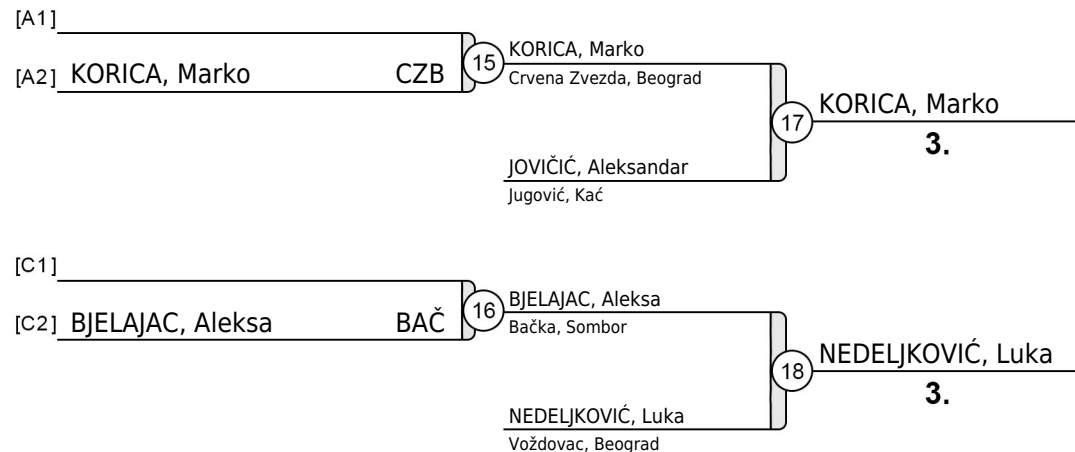 [A1]
[A2] KORICA, Marko CZB
15
KORICA, Marko
Crvena Zvezda, Beograd
17
KORICA, Marko
3.
JOVIČIĆ, Aleksandar
Jugović, Kać
[C1]
[C2] BJELAJAC, Aleksa BAČ
16
BJELAJAC, Aleksa
Bačka, Sombor
18
NEDELJKOVIĆ, Luka
3.
NEDELJKOVIĆ, Luka
Voždovac, Beograd